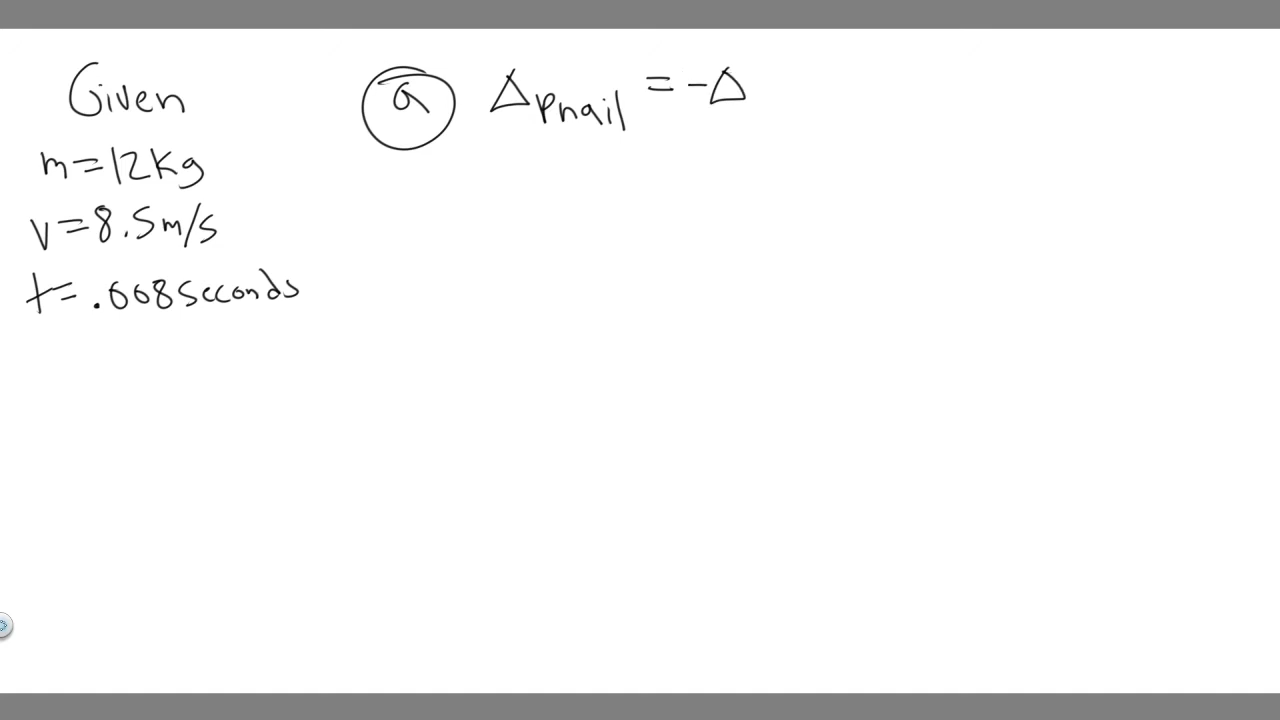 Given
m=12Kg
v=8.5m/s
t=.008seconds
a ΔPnail = -Δ